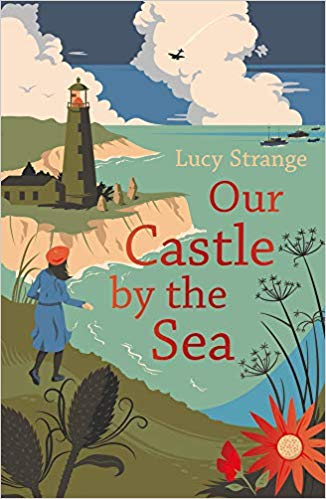 Lucy Strange
Our
Castle
by the
Sea